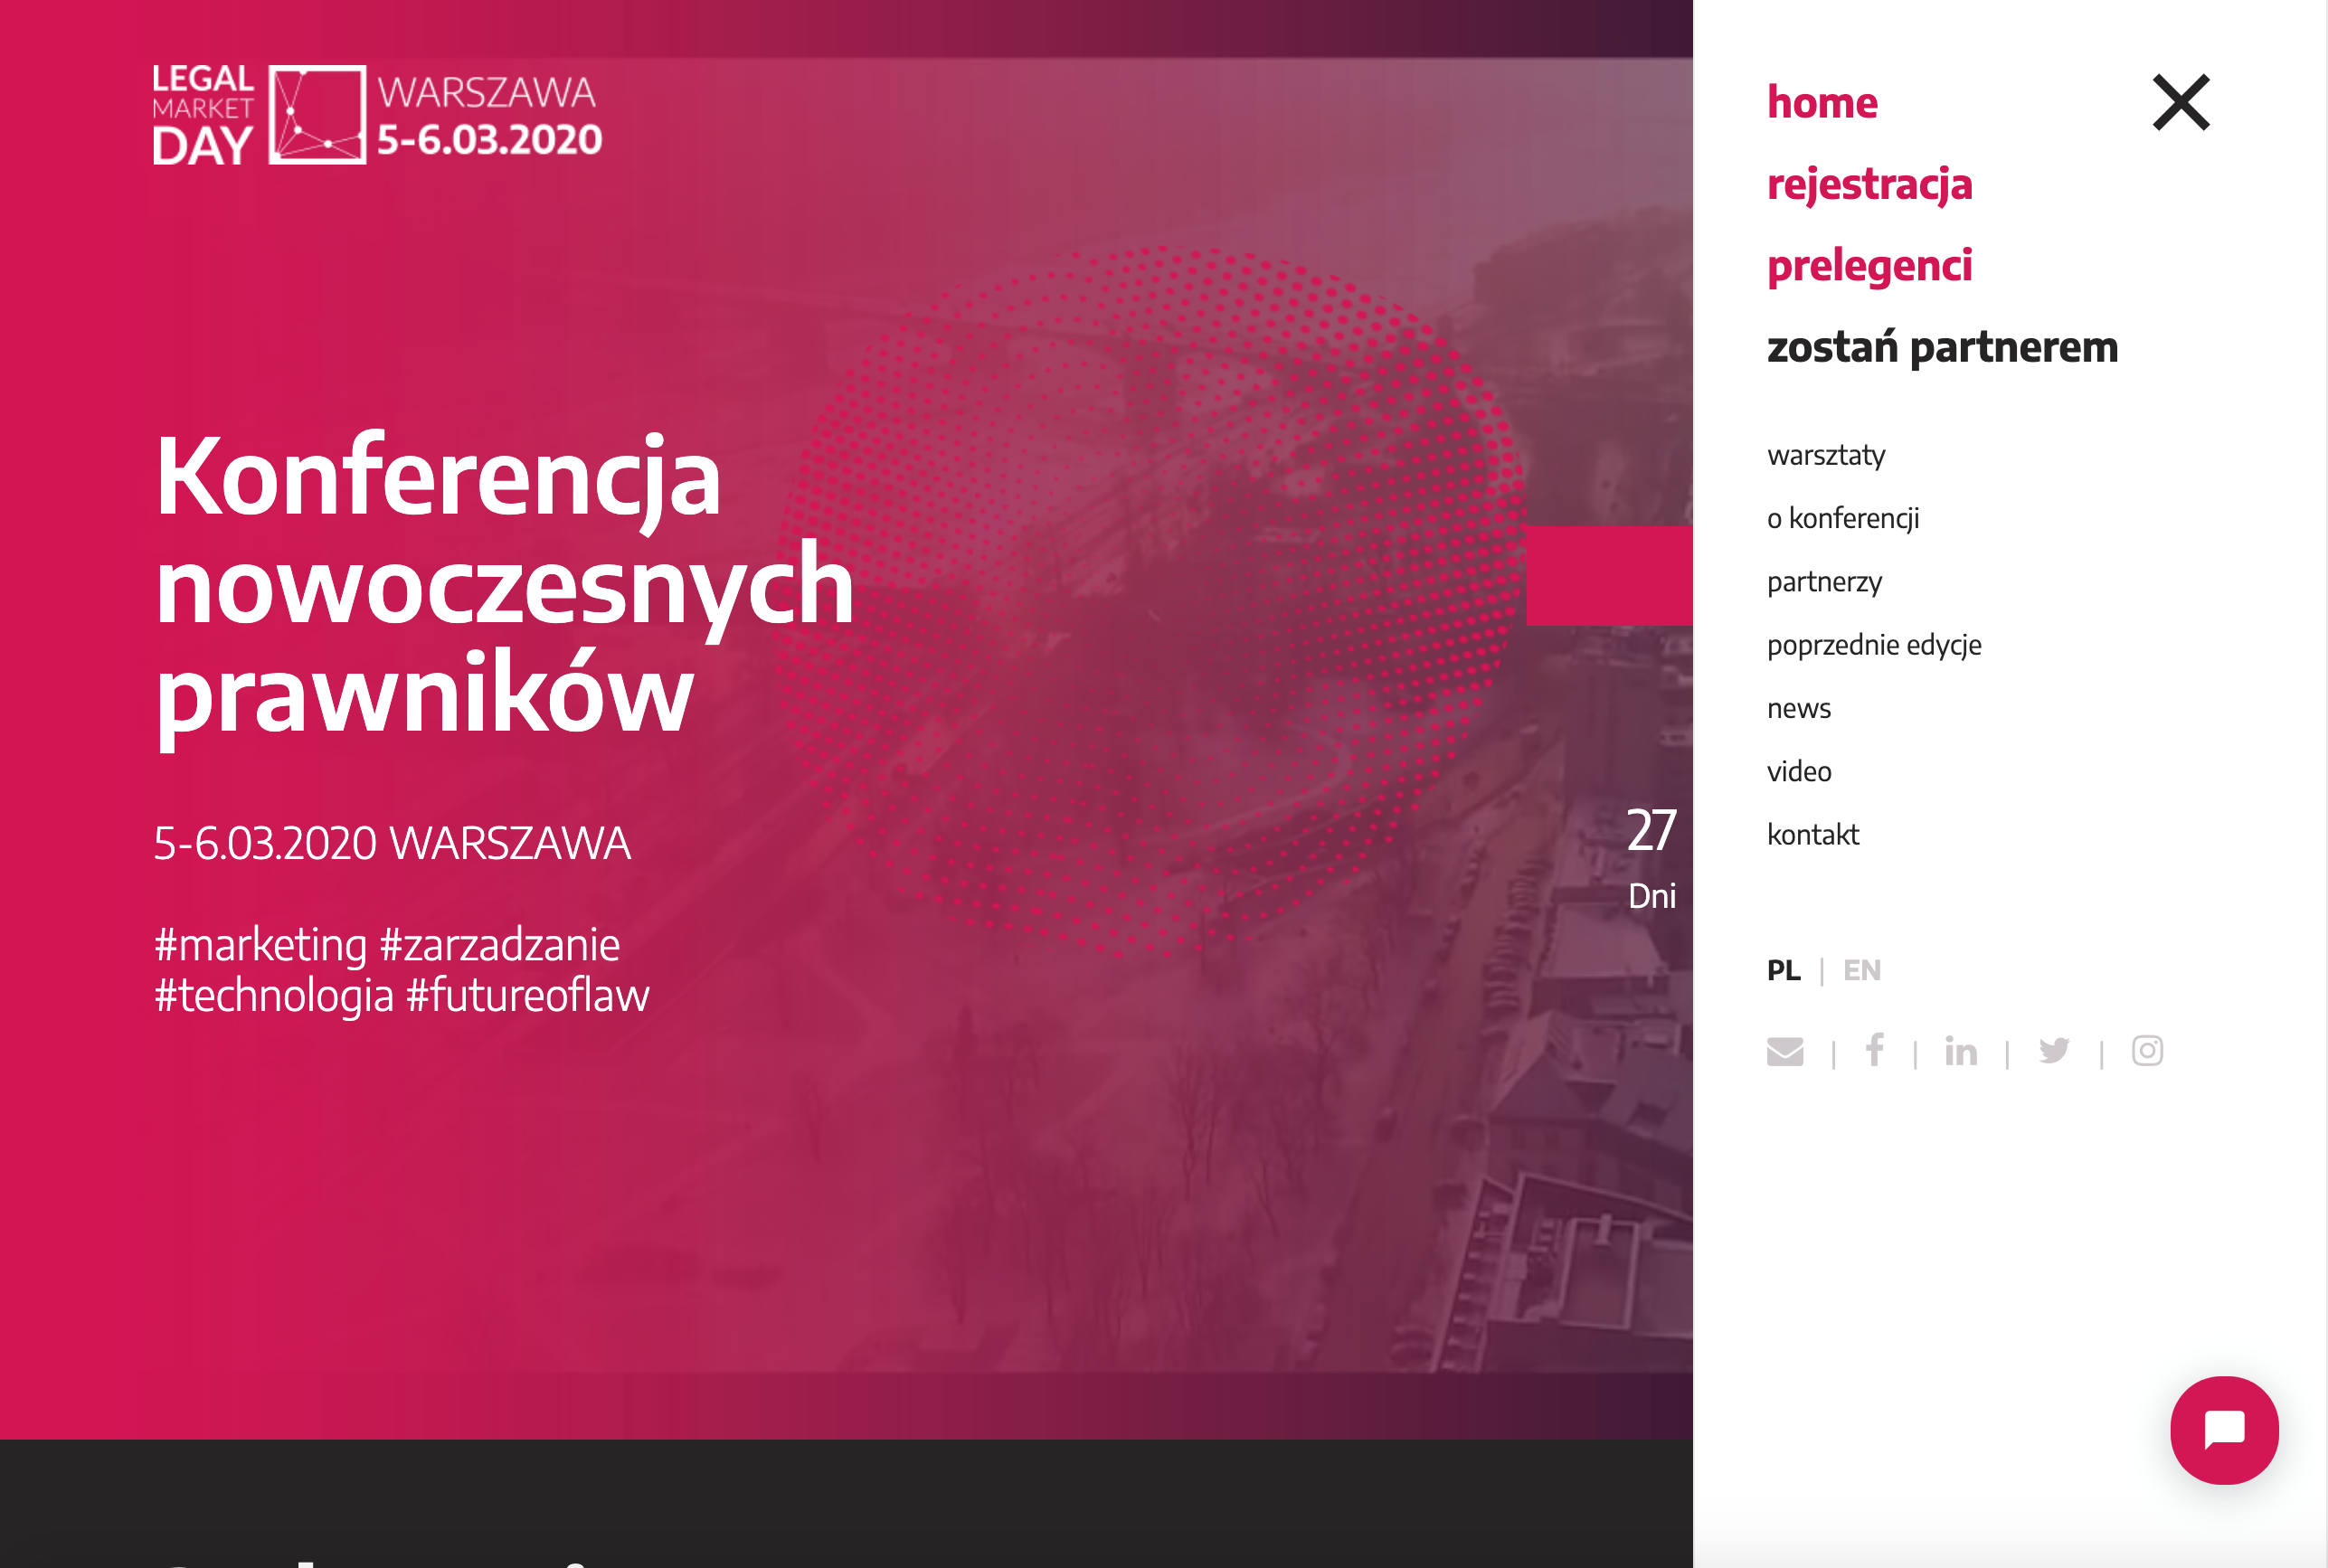 LEGAL
MARKET
DAY
WARSZAWA
5-6.03.2020
Konferencja
nowoczesnych
prawników
5-6.03.2020 WARSZAWA
#marketing #zarzadzanie
#technologia #futureoflaw
27
Dni
home
rejestracja
prelegenci
zostań partnerem
warsztaty
o konferencji
partnerzy
poprzednie edycje
news
video
kontakt
PL | EN